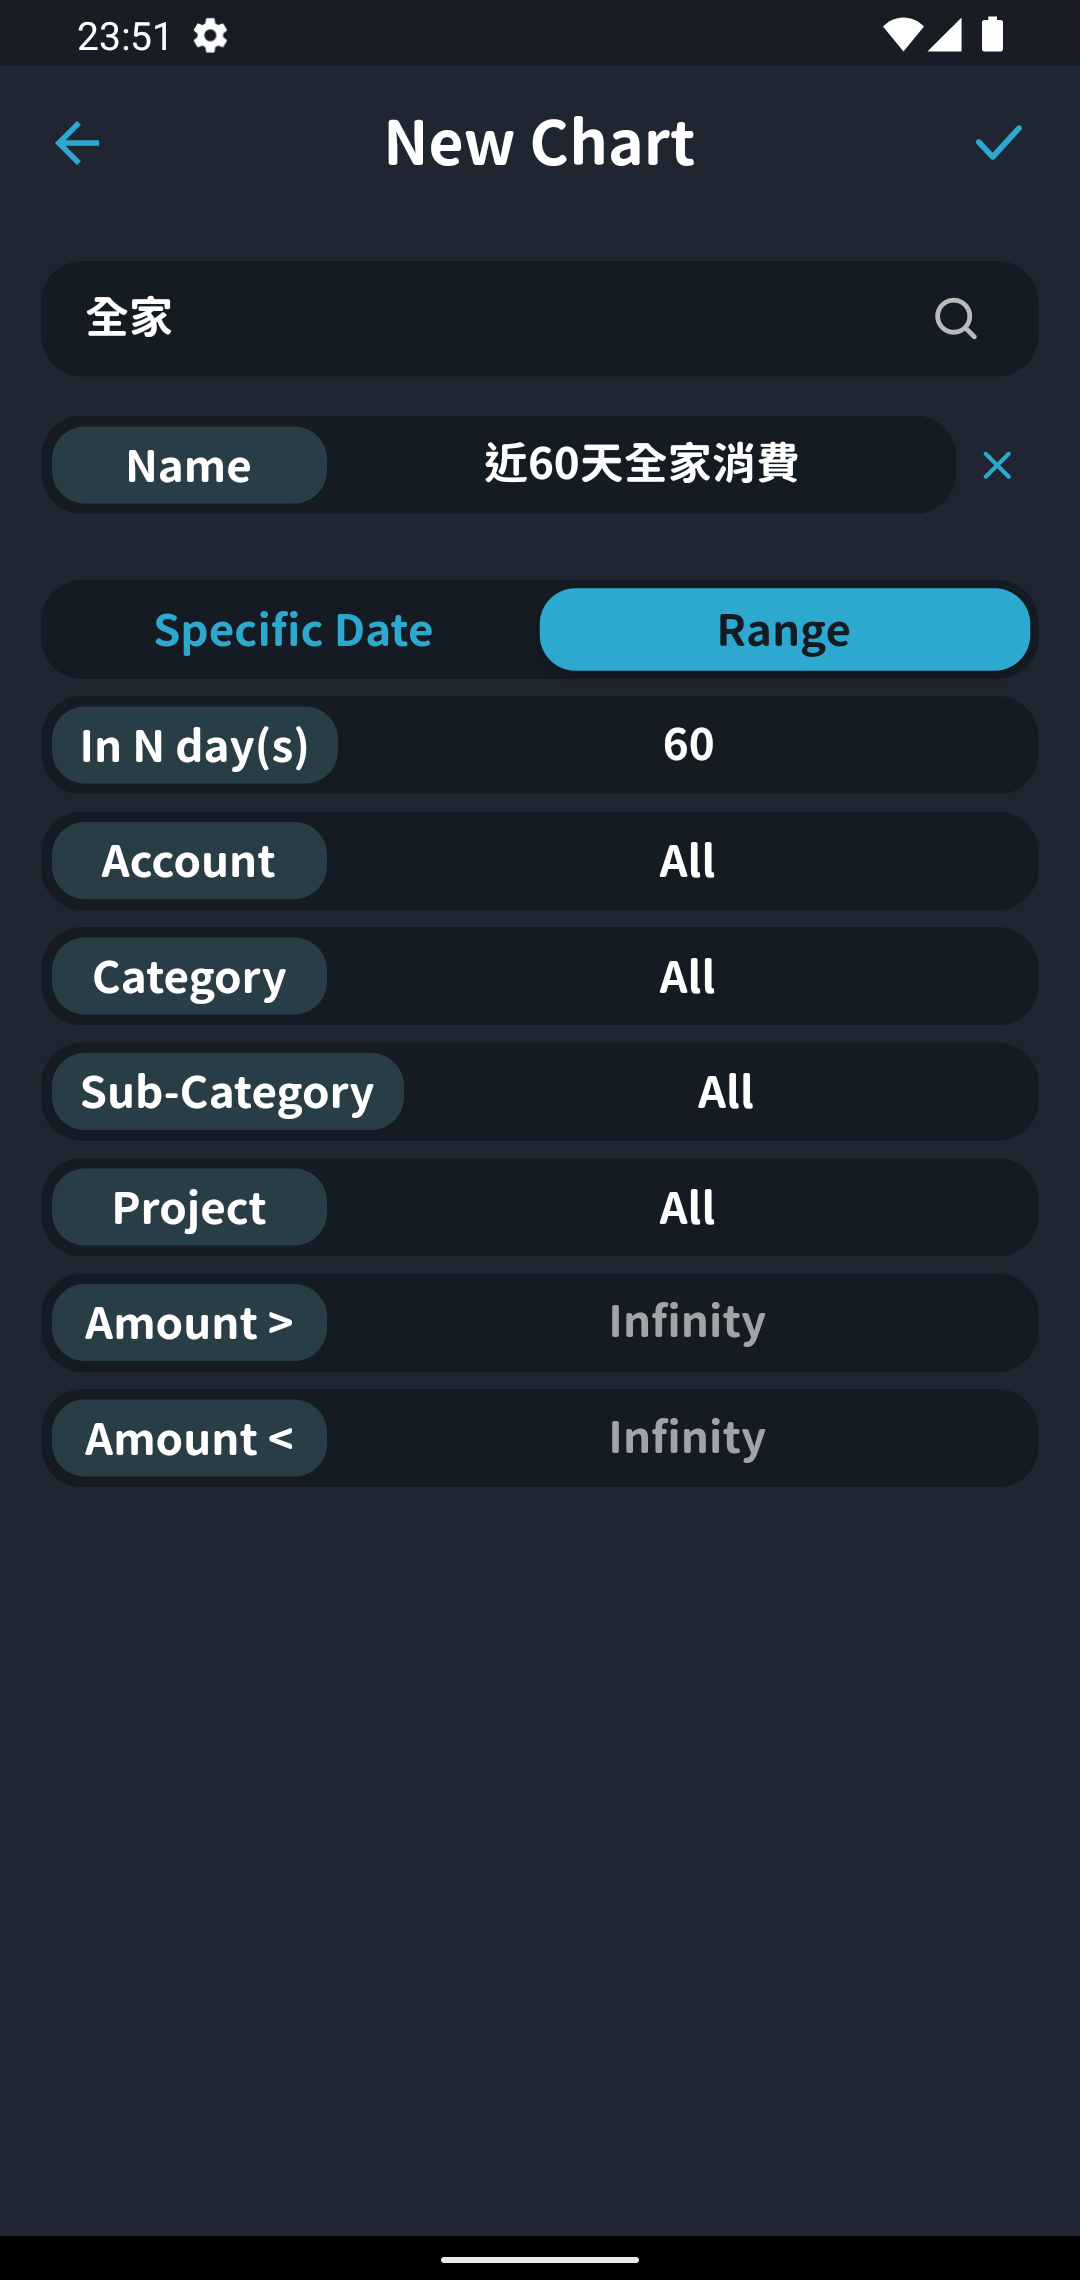 23:51
New Chart
全家
Name 近60天全家消費
Specific Date Range
In N day(s) 60
Account All
Category All
Sub-Category All
Project All
Amount > Infinity
Amount < Infinity